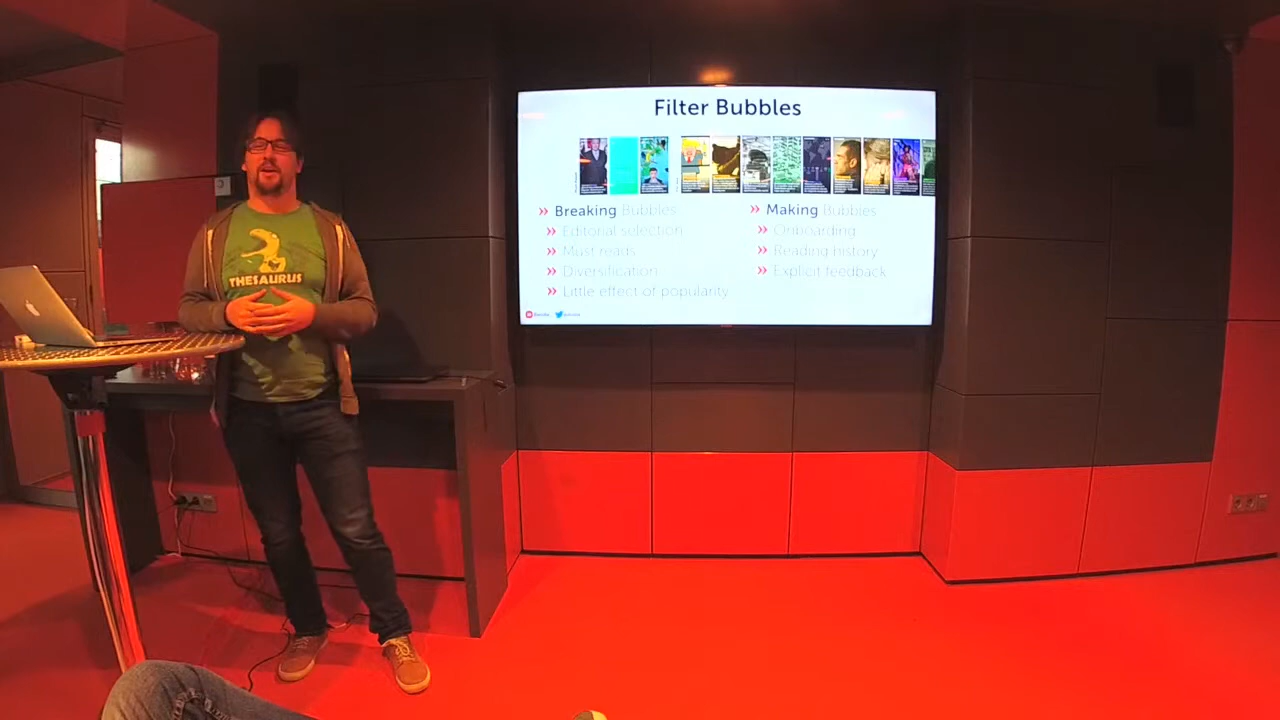 Filter Bubbles
Breaking Bubbles
Editorial selection
Must reads
Diversification
Little effect of popularity
Making Bubbles
Onboarding
Reading history
Explicit feedback
THESAURUS